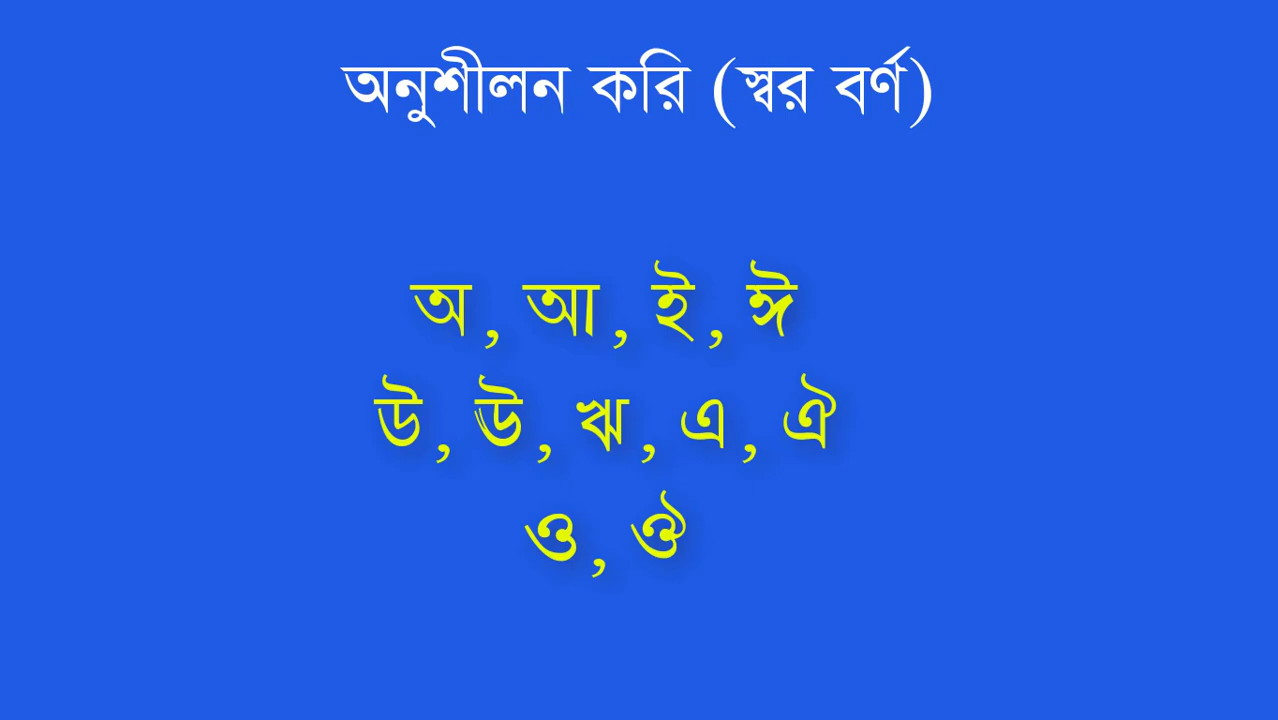 অনুশীলন করি (স্বর বর্ণ)
অ, আ, ই, ঈ
উ, ঊ, ঋ, এ, ঐ
ও, ঔ